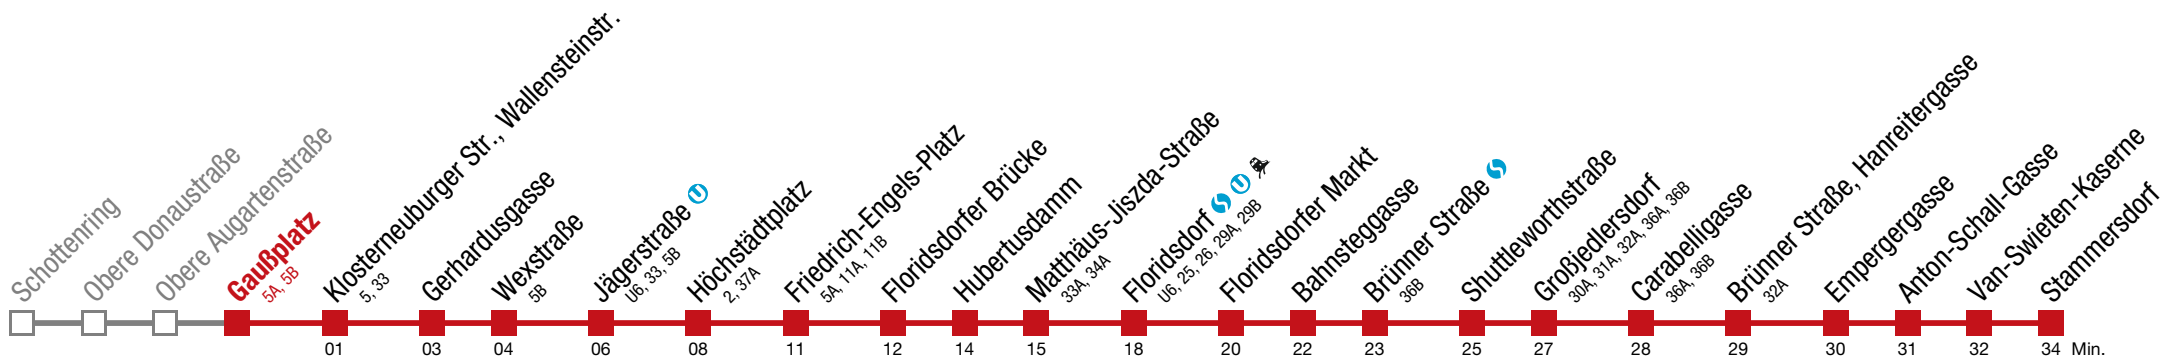 Schottenring
Obere Donaustraße
Obere Augartenstraße
Gaußplatz
5A, 5B
Klosterneuburger Str., Wallensteinstr.
5, 33
Gerhardusgasse
Wexstraße
5B
Jägerstraße U
U6, 33, 5B
Höchstädtplatz
2, 37A
Friedrich-Engels-Platz
5A, 11A, 11B
Floridsdorfer Brücke
Hubertusdamm
Matthäus-Jiszda-Straße
33A, 34A
Floridsdorf S U
U6, 25, 26, 29A, 29B
Floridsdorfer Markt
Bahnsteggasse
Brünner Straße S
36B
Shuttleworthstraße
Großjedlersdorf
30A, 31A, 32A, 36A, 36B
Carabelligasse
36A, 36B
Brünner Straße, Hanreitergasse
32A
Empergergasse
Anton-Schall-Gasse
Van-Swieten-Kaserne
Stammersdorf
01 03 04 06 08 11 12 14 15 18 20 22 23 25 27 28 29 30 31 32 34 Min.